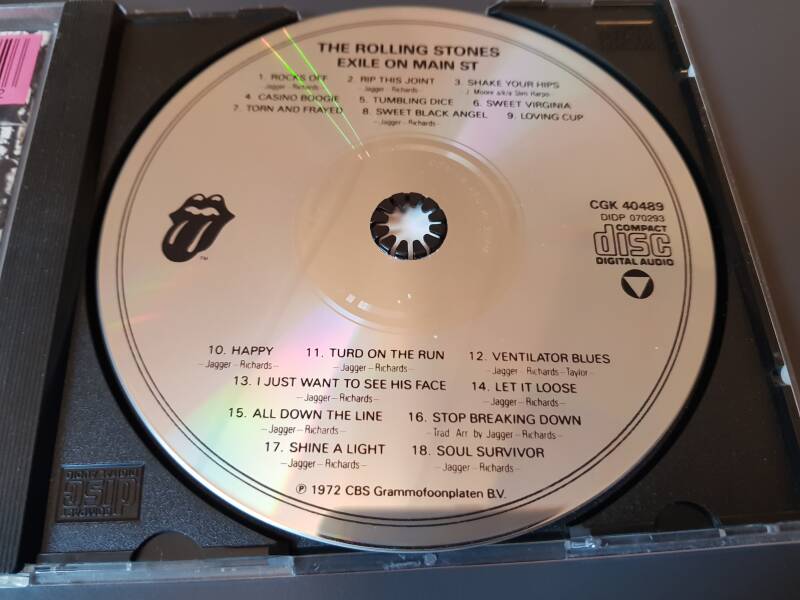 THE ROLLING STONES
EXILE ON MAIN ST
1. ROCKS OFF 2. RIP THIS JOINT 3. SHAKE YOUR HIPS
Jagger - Richards - Jagger - Richards - J. Moore a/k/a Slim Harpo
4. CASINO BOOGIE 5. TUMBLING DICE 6. SWEET VIRGINIA
7. TORN AND FRAYED 8. SWEET BLACK ANGEL 9. LOVING CUP
- Jagger - Richards -
TM
CGK 40489
DIDP 070293
COMPACT
disc
DIGITAL AUDIO
10. HAPPY 11. TURD ON THE RUN 12. VENTILATOR BLUES
- Jagger - Richards - - Jagger - Richards - - Jagger - Richards - Taylor -
13. I JUST WANT TO SEE HIS FACE 14. LET IT LOOSE
- Jagger - Richards - - Jagger - Richards -
15. ALL DOWN THE LINE 16. STOP BREAKING DOWN
- Jagger - Richards - - Trad Arr by Jagger - Richards -
17. SHINE A LIGHT 18. SOUL SURVIVOR
- Jagger - Richards - - Jagger - Richards -
℗ 1972 CBS Grammofoonplaten B.V.
COMPACT
disc
DIGITAL AUDIO